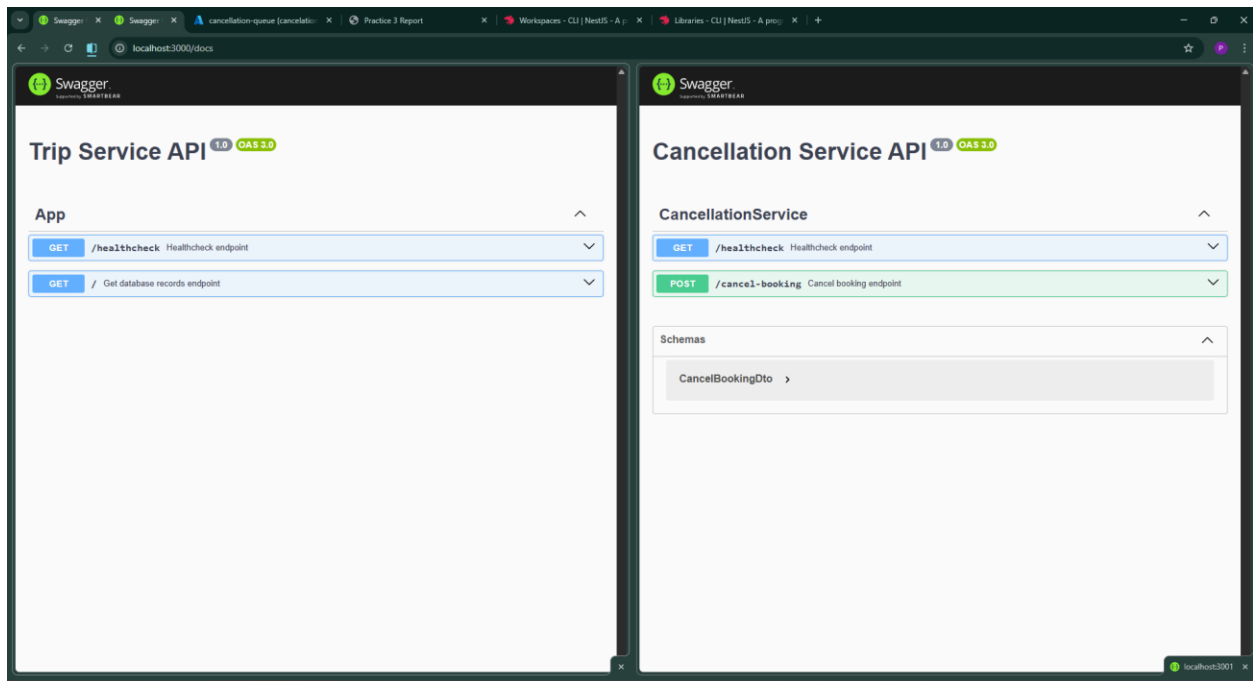 Swagger
Swagger
cancellation-queue (cancelatio
Practice 3 Report
Workspaces - CLI | NestJS - A p
Libraries - CLI | NestJS - A prog
localhost:3000/docs
P
Swagger.
Supported by SMARTBEAR
Trip Service API 1.0 OAS 3.0
App
GET /healthcheck Healthcheck endpoint
GET / Get database records endpoint
Swagger.
Supported by SMARTBEAR
Cancellation Service API 1.0 OAS 3.0
CancellationService
GET /healthcheck Healthcheck endpoint
POST /cancel-booking Cancel booking endpoint
Schemas
CancelBookingDto
localhost:3001